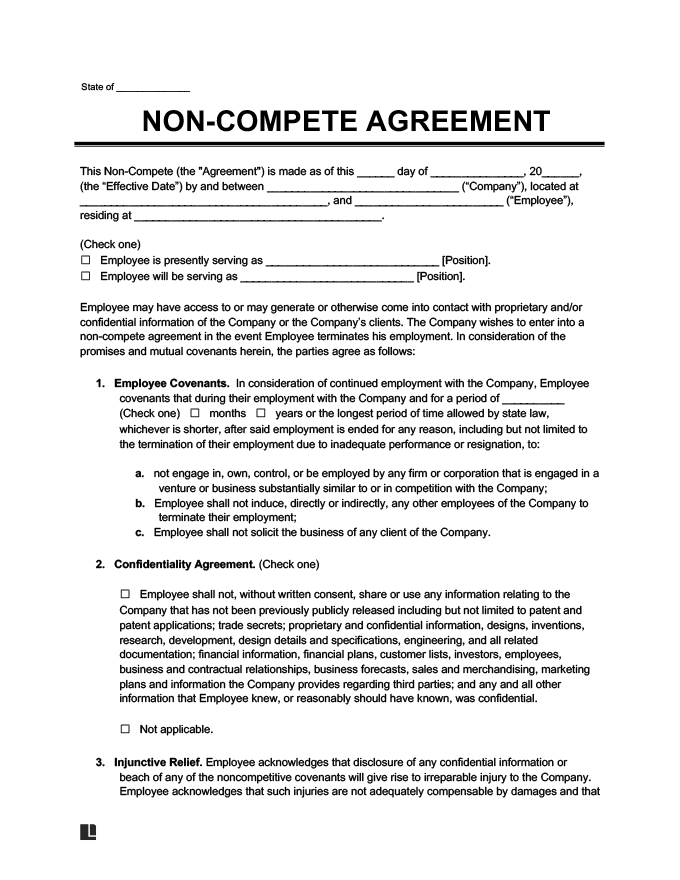 State of ______________
NON-COMPETE AGREEMENT
This Non-Compete (the "Agreement") is made as of this ______ day of _______________, 20______,
(the “Effective Date”) by and between _______________________________ (“Company”), located at
________________________________________, and ________________________ (“Employee”),
residing at ________________________________________.
(Check one)
☐ Employee is presently serving as ____________________________ [Position].
☐ Employee will be serving as ____________________________ [Position].
Employee may have access to or may generate or otherwise come into contact with proprietary and/or
confidential information of the Company or the Company’s clients. The Company wishes to enter into a
non-compete agreement in the event Employee terminates his employment. In consideration of the
promises and mutual covenants herein, the parties agree as follows:
1. Employee Covenants. In consideration of continued employment with the Company, Employee
covenants that during their employment with the Company and for a period of __________
(Check one) ☐ months ☐ years or the longest period of time allowed by state law,
whichever is shorter, after said employment is ended for any reason, including but not limited to
the termination of their employment due to inadequate performance or resignation, to:
a. not engage in, own, control, or be employed by any firm or corporation that is engaged in a
venture or business substantially similar to or in competition with the Company;
b. Employee shall not induce, directly or indirectly, any other employees of the Company to
terminate their employment;
c. Employee shall not solicit the business of any client of the Company.
2. Confidentiality Agreement. (Check one)
☐ Employee shall not, without written consent, share or use any information relating to the
Company that has not been previously publicly released including but not limited to patent and
patent applications; trade secrets; proprietary and confidential information, designs, inventions,
research, development, design details and specifications, engineering, and all related
documentation; financial information, financial plans, customer lists, investors, employees,
business and contractual relationships, business forecasts, sales and merchandising, marketing
plans and information the Company provides regarding third parties; and any and all other
information that Employee knew, or reasonably should have known, was confidential.
☐ Not applicable.
3. Injunctive Relief. Employee acknowledges that disclosure of any confidential information or
beach of any of the noncompetitive covenants will give rise to irreparable injury to the Company.
Employee acknowledges that such injuries are not adequately compensable by damages and that